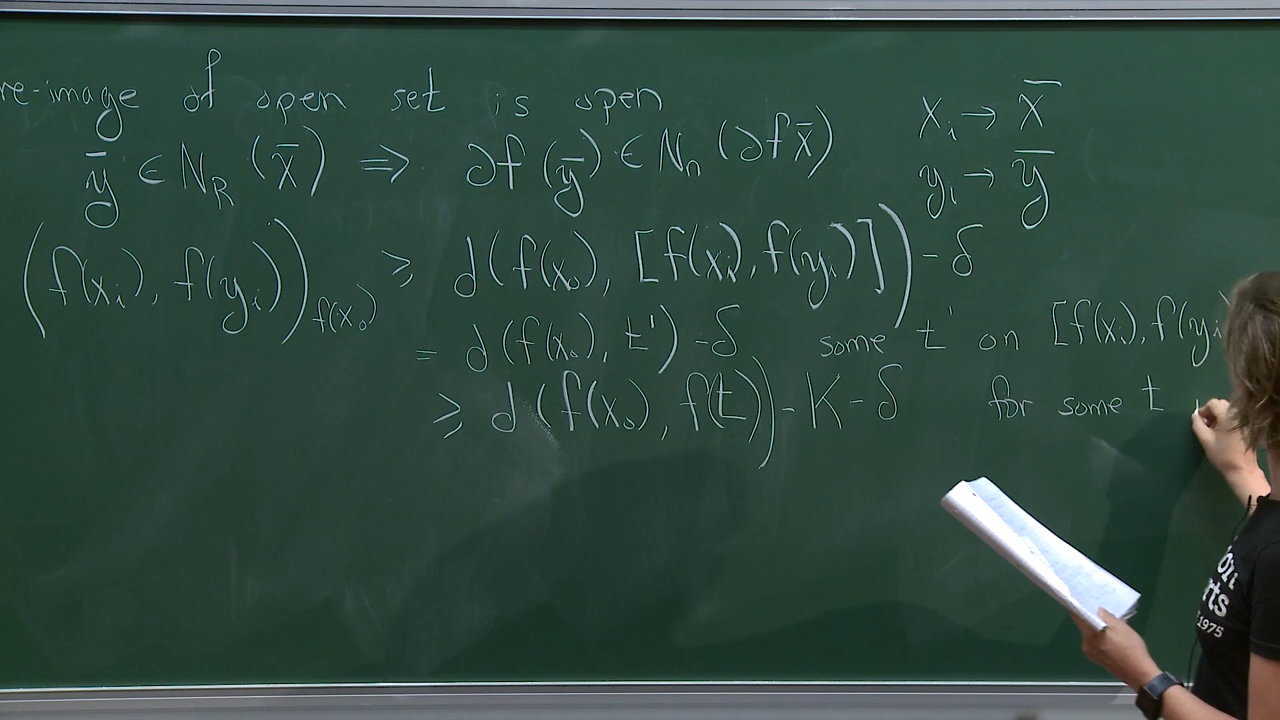 re-image of open set is open
x_i → x̄
ȳ ∈ N_R (x̄) ⇒ ∂f (ȳ) ∈ N_n (∂f x̄)
y_i → ȳ
(f(x_i), f(y_i))_{f(x_0)} ≥ d(f(x_0), [f(x_i), f(y_i)]) - δ
= d(f(x_0), t') - δ some t' on [f(x_i), f(y_i)
≥ d(f(x_0), f(t)) - K - δ for some t
1975